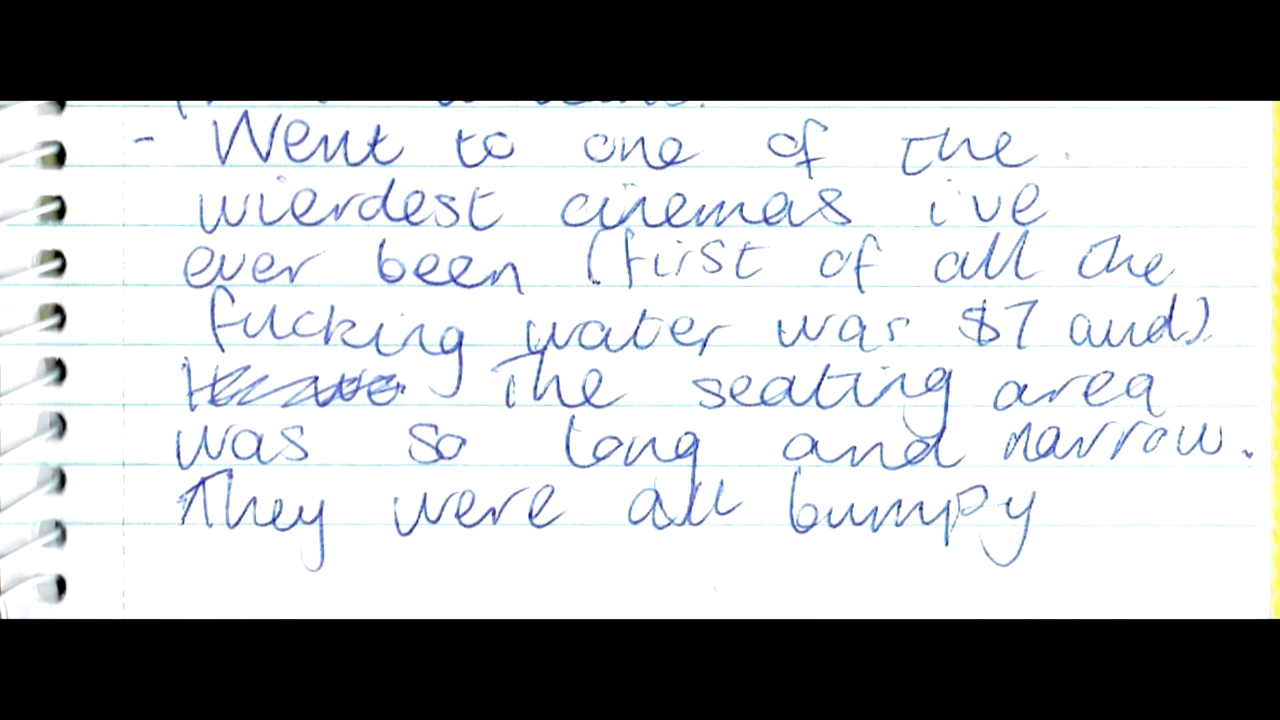 - Went to one of the
wierdest cinemas i've
ever been (first of all the
fucking water was $7 and)
The seating area
was so long and narrow.
They were all bumpy